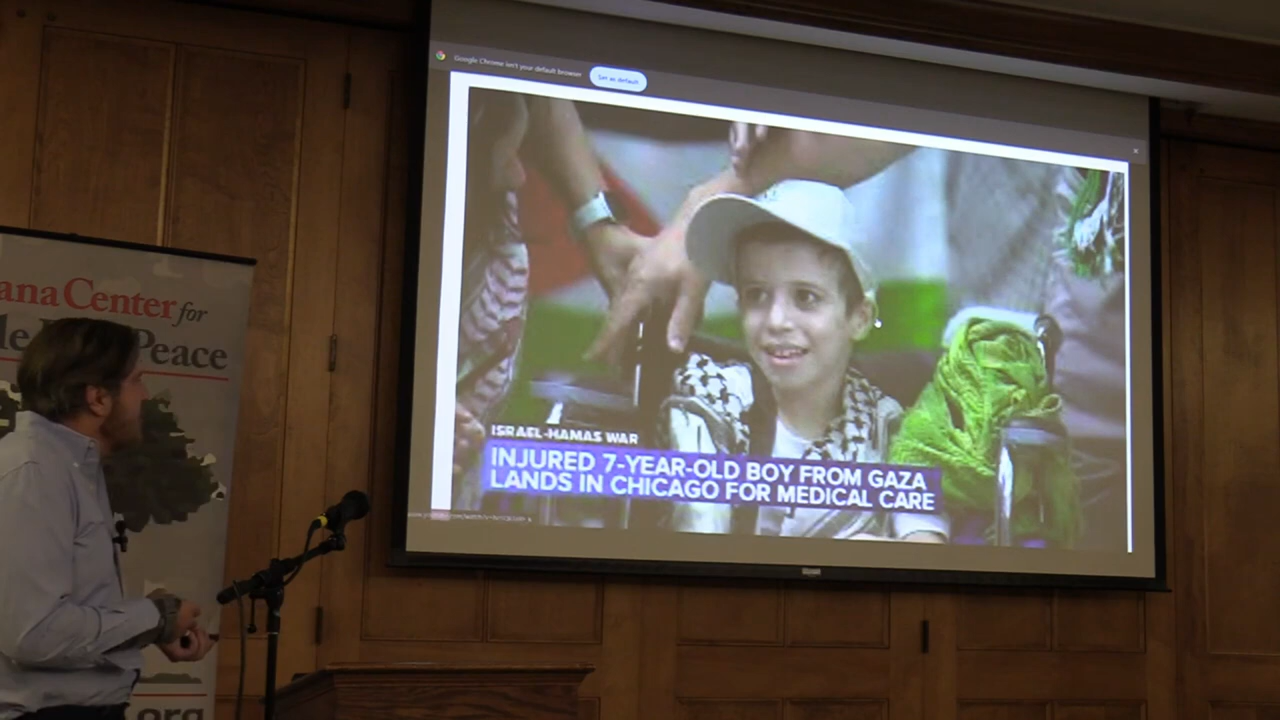 Google Chrome isn't your default browser
Set as default
ana Center for
Peace
ISRAEL-HAMAS WAR
INJURED 7-YEAR-OLD BOY FROM GAZA
LANDS IN CHICAGO FOR MEDICAL CARE
.org